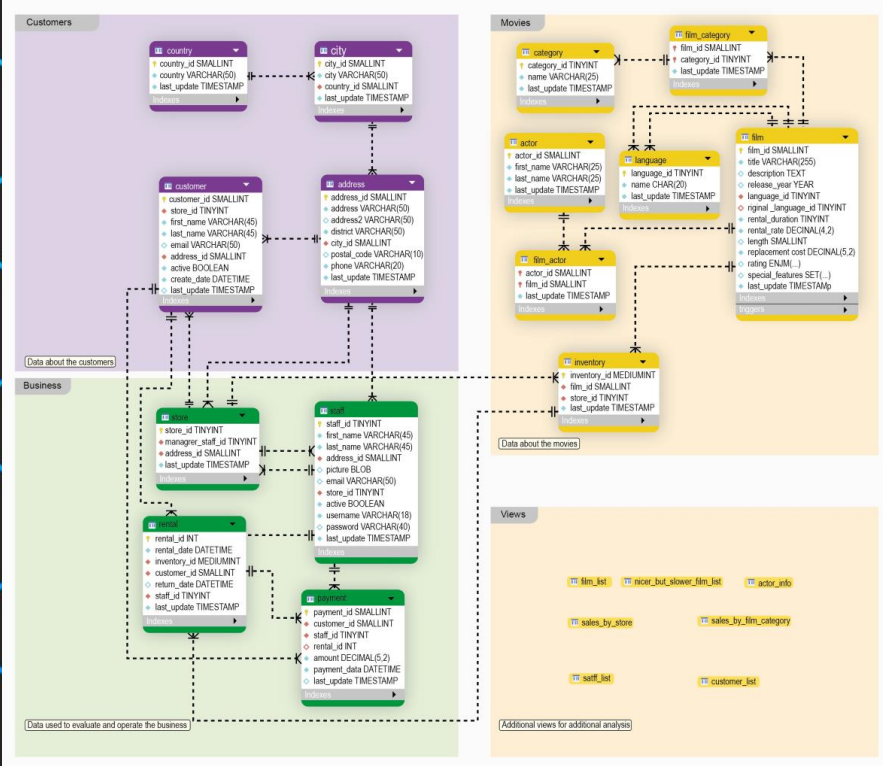 Customers
country
country_id SMALLINT
country VARCHAR(50)
last_update TIMESTAMP
Indexes
city
city_id SMALLINT
city VARCHAR(50)
country_id SMALLINT
last_update TIMESTAMP
Indexes
customer
customer_id SMALLINT
store_id TINYINT
first_name VARCHAR(45)
last_name VARCHAR(45)
email VARCHAR(50)
address_id SMALLINT
active BOOLEAN
create_date DATETIME
last_update TIMESTAMP
Indexes
address
address_id SMALLINT
address VARCHAR(50)
address2 VARCHAR(50)
district VARCHAR(50)
city_id SMALLINT
postal_code VARCHAR(10)
phone VARCHAR(20)
last_update TIMESTAMP
Indexes
Data about the customers
Business
store
store_id TINYINT
managrer_staff_id TINYINT
address_id SMALLINT
last_update TIMESTAMP
Indexes
staff
staff_id TINYINT
first_name VARCHAR(45)
last_name VARCHAR(45)
address_id SMALLINT
picture BLOB
email VARCHAR(50)
store_id TINYINT
active BOOLEAN
username VARCHAR(18)
password VARCHAR(40)
last_update TIMESTAMP
Indexes
rental
rental_id INT
rental_date DATETIME
inventory_id MEDIUMINT
customer_id SMALLINT
return_date DATETIME
staff_id TINYINT
last_update TIMESTAMP
Indexes
payment
payment_id SMALLINT
customer_id SMALLINT
staff_id TINYINT
rental_id INT
amount DECIMAL(5,2)
payment_data DATETIME
last_update TIMESTAMP
Indexes
Data used to evaluate and operate the business
Movies
category
category_id TINYINT
name VARCHAR(25)
last_update TIMESTAMP
Indexes
film_category
film_id SMALLINT
category_id TINYINT
last_update TIMESTAMP
Indexes
actor
actor_id SMALLINT
first_name VARCHAR(25)
last_name VARCHAR(25)
last_update TIMESTAMP
Indexes
language
language_id TINYINT
name CHAR(20)
last_update TIMESTAMP
Indexes
film
film_id SMALLINT
title VARCHAR(255)
description TEXT
release_year YEAR
language_id TINYINT
riginal_language_id TINYINT
rental_duration TINYINT
rental_rate DECINAL(4,2)
length SMALLINT
replacement cost DECINAL(5,2)
rating ENJM(...)
special_features SET(...)
last_update TIMESTAMp
Indexes
triggers
film_actor
actor_id SMALLINT
film_id SMALLINT
last_update TIMESTAMP
Indexes
inventory
inventory_id MEDIUMINT
film_id SMALLINT
store_id TINYINT
last_update TIMESTAMP
Indexes
Data about the movies
Views
film_list
nicer_but_slower_film_list
actor_info
sales_by_store
sales_by_film_category
satff_list
customer_list
Additional views for additional analysis